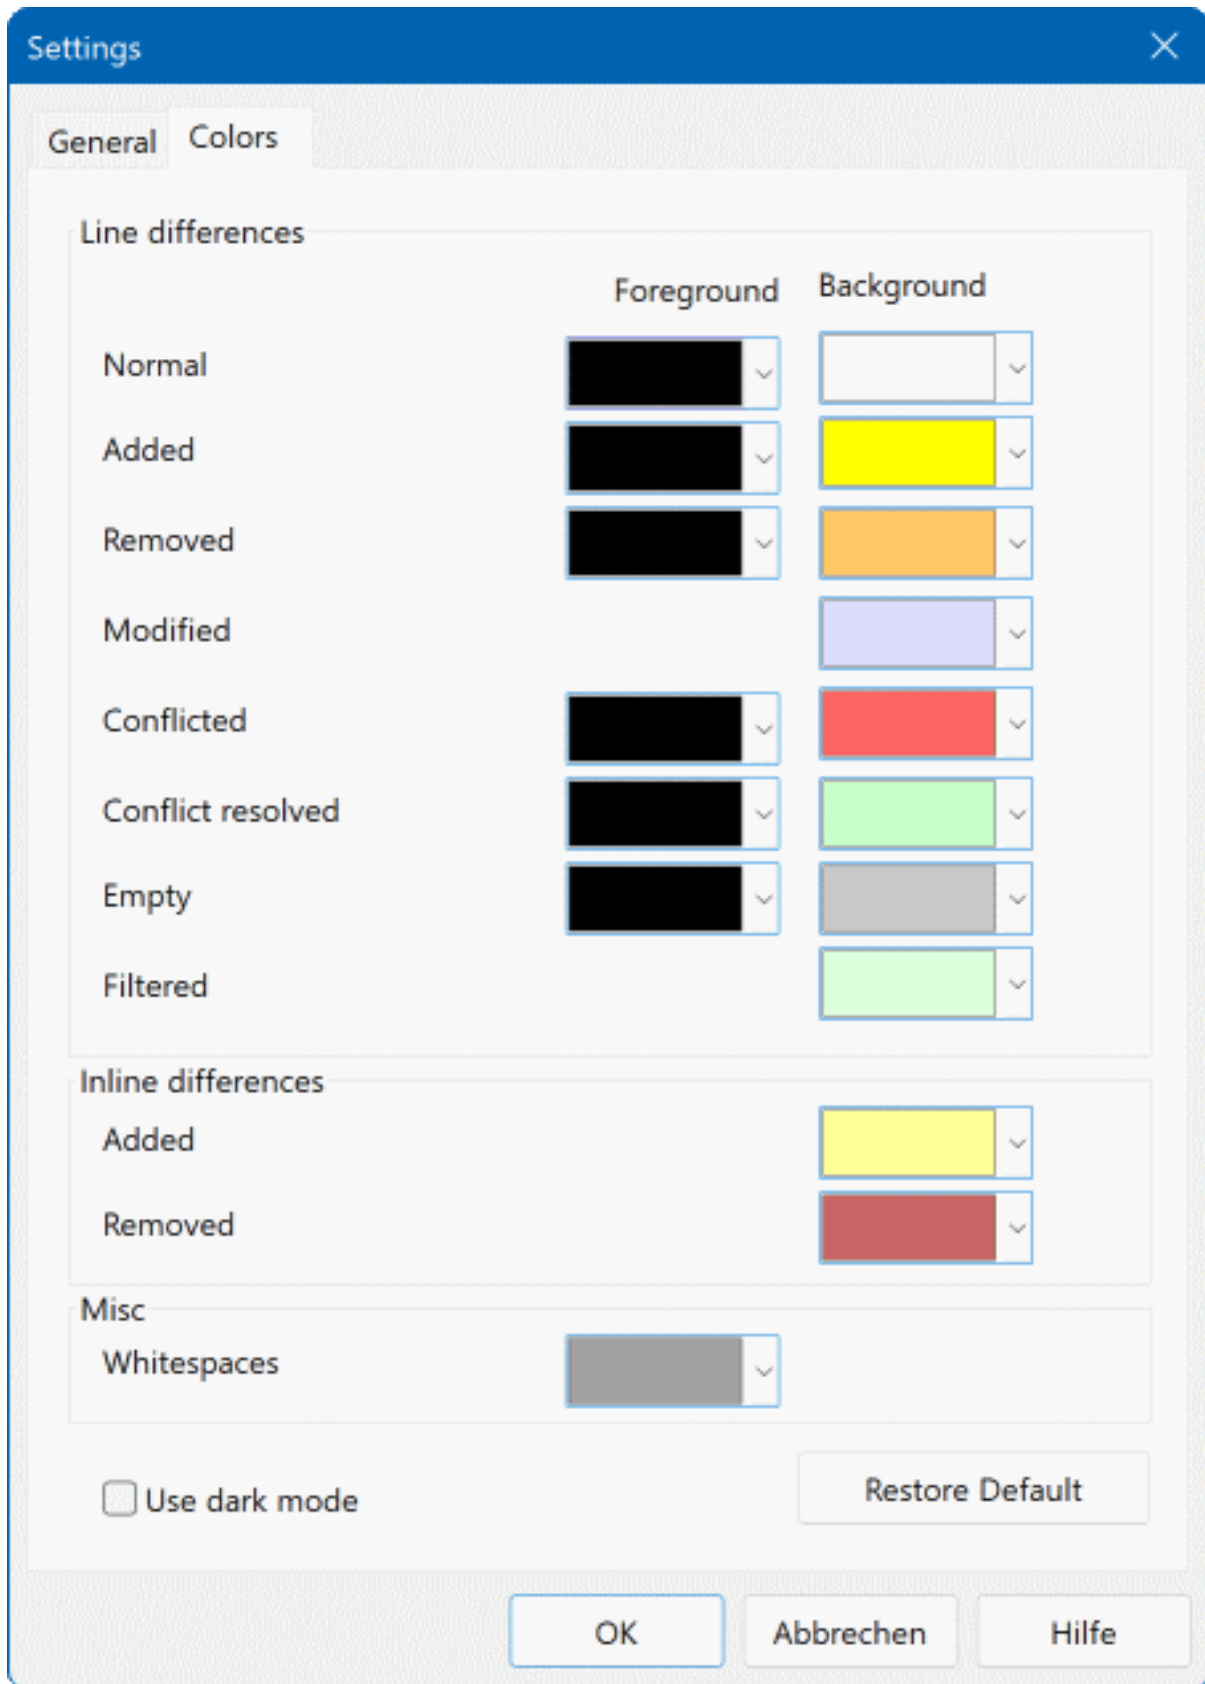 Settings
General Colors
Line differences
Foreground Background
Normal
Added
Removed
Modified
Conflicted
Conflict resolved
Empty
Filtered
Inline differences
Added
Removed
Misc
Whitespaces
Use dark mode Restore Default
OK Abbrechen Hilfe